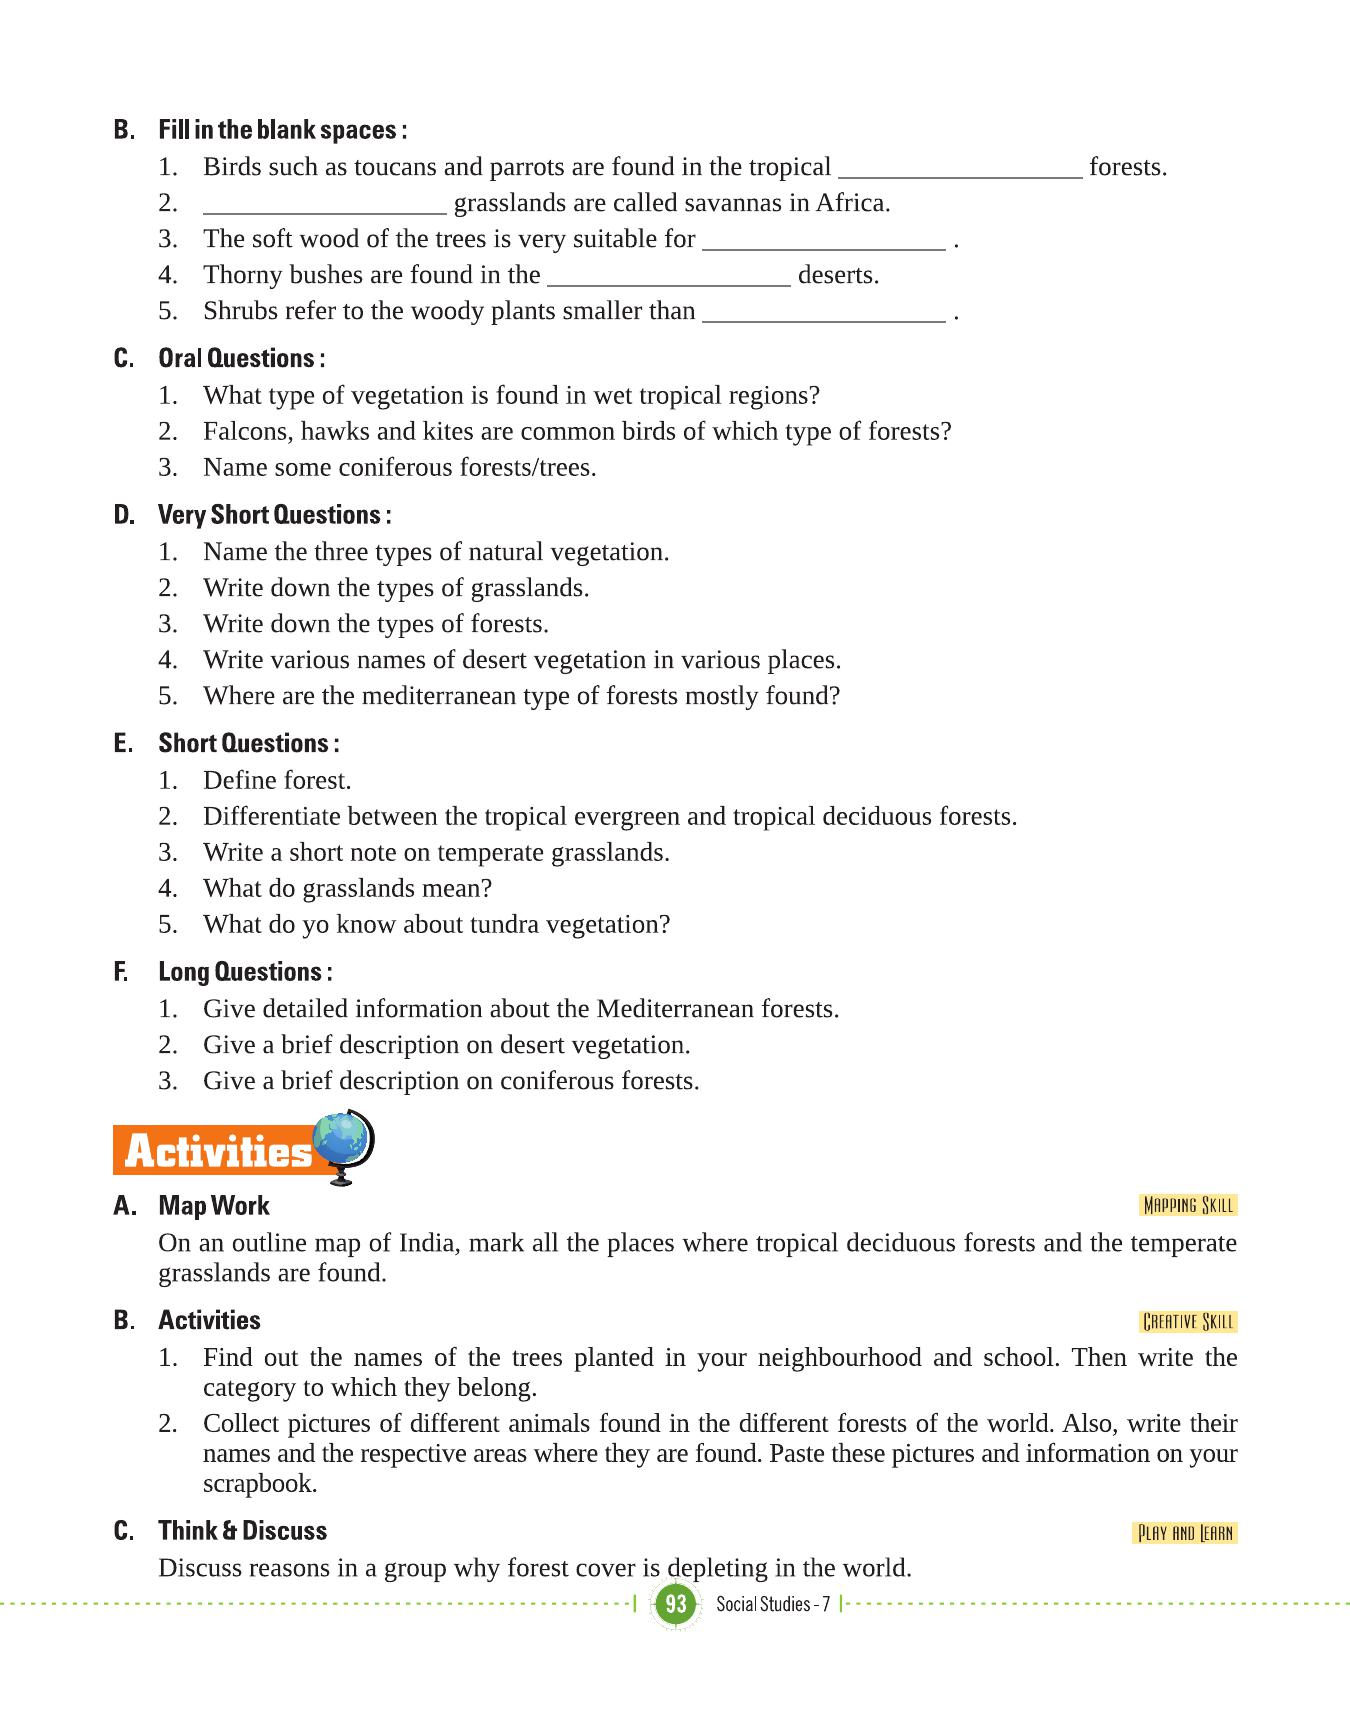 B. Fill in the blank spaces :
1. Birds such as toucans and parrots are found in the tropical __________________ forests.
2. __________________ grasslands are called savannas in Africa.
3. The soft wood of the trees is very suitable for __________________ .
4. Thorny bushes are found in the __________________ deserts.
5. Shrubs refer to the woody plants smaller than __________________ .
C. Oral Questions :
1. What type of vegetation is found in wet tropical regions?
2. Falcons, hawks and kites are common birds of which type of forests?
3. Name some coniferous forests/trees.
D. Very Short Questions :
1. Name the three types of natural vegetation.
2. Write down the types of grasslands.
3. Write down the types of forests.
4. Write various names of desert vegetation in various places.
5. Where are the mediterranean type of forests mostly found?
E. Short Questions :
1. Define forest.
2. Differentiate between the tropical evergreen and tropical deciduous forests.
3. Write a short note on temperate grasslands.
4. What do grasslands mean?
5. What do yo know about tundra vegetation?
F. Long Questions :
1. Give detailed information about the Mediterranean forests.
2. Give a brief description on desert vegetation.
3. Give a brief description on coniferous forests.
Activities
A. Map Work MAPPING SKILL
On an outline map of India, mark all the places where tropical deciduous forests and the temperate
grasslands are found.
B. Activities CREATIVE SKILL
1. Find out the names of the trees planted in your neighbourhood and school. Then write the
category to which they belong.
2. Collect pictures of different animals found in the different forests of the world. Also, write their
names and the respective areas where they are found. Paste these pictures and information on your
scrapbook.
C. Think & Discuss PLAY AND LEARN
Discuss reasons in a group why forest cover is depleting in the world.
93 Social Studies - 7